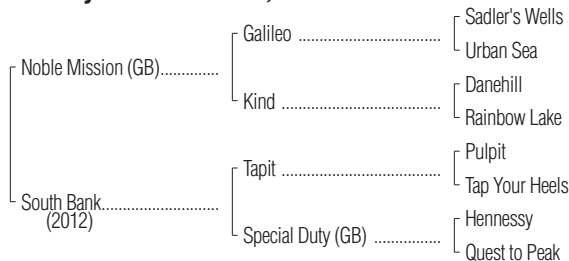 Sadler's Wells
Galileo ................................................
Urban Sea
Noble Mission (GB)..............
Danehill
Kind ................................................
Rainbow Lake
Pulpit
Tapit ................................................
Tap Your Heels
South Bank............................
(2012)
Hennessy
Special Duty (GB) ....................
Quest to Peak